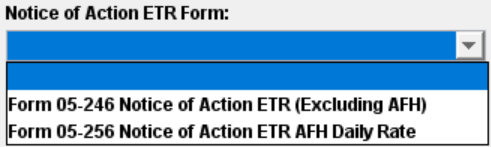 Notice of Action ETR Form:
Form 05-246 Notice of Action ETR (Excluding AFH)
Form 05-256 Notice of Action ETR AFH Daily Rate